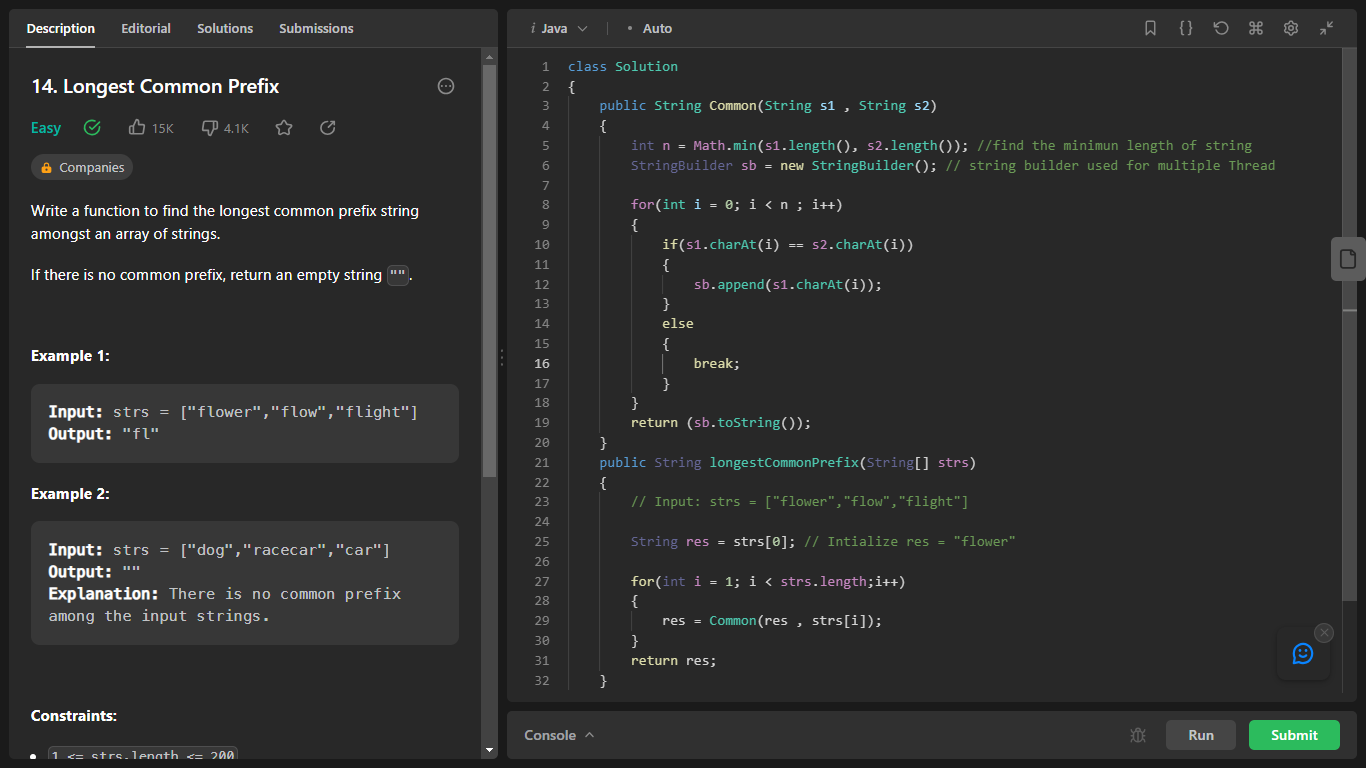 Description Editorial Solutions Submissions
14. Longest Common Prefix
Easy 15K 4.1K
Companies
Write a function to find the longest common prefix string
amongst an array of strings.
If there is no common prefix, return an empty string "".
Example 1:
Input: strs = ["flower","flow","flight"]
Output: "fl"
Example 2:
Input: strs = ["dog","racecar","car"]
Output: ""
Explanation: There is no common prefix
among the input strings.
Constraints:
• 1 <= strs.length <= 200
i Java • Auto
1 class Solution
2 {
3 public String Common(String s1 , String s2)
4 {
5 int n = Math.min(s1.length(), s2.length()); //find the minimun length of string
6 StringBuilder sb = new StringBuilder(); // string builder used for multiple Thread
7
8 for(int i = 0; i < n ; i++)
9 {
10 if(s1.charAt(i) == s2.charAt(i))
11 {
12 sb.append(s1.charAt(i));
13 }
14 else
15 {
16 break;
17 }
18 }
19 return (sb.toString());
20 }
21 public String longestCommonPrefix(String[] strs)
22 {
23 // Input: strs = ["flower","flow","flight"]
24
25 String res = strs[0]; // Intialize res = "flower"
26
27 for(int i = 1; i < strs.length;i++)
28 {
29 res = Common(res , strs[i]);
30 }
31 return res;
32 }
Console Run Submit